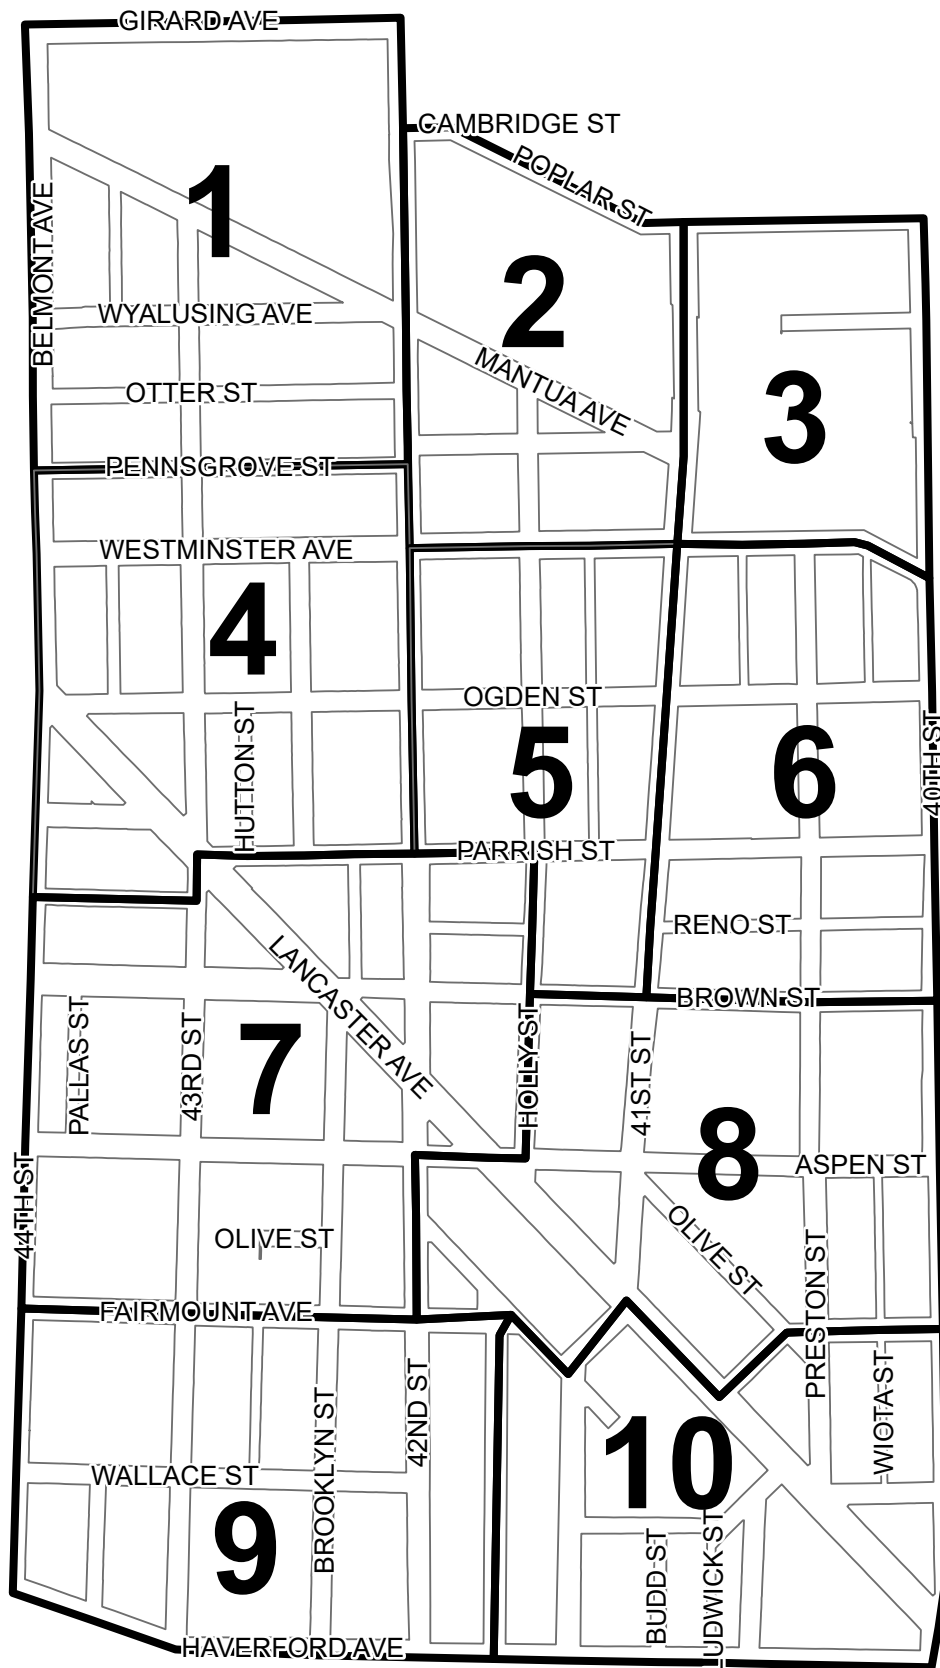 GIRARD AVE
CAMBRIDGE ST
POPLAR ST
BELMONT AVE
1
2
WYALUSING AVE
MANTUA AVE
3
OTTER ST
PENNSGROVE ST
WESTMINSTER AVE
4
OGDEN ST
HUTTON ST
5
6
40TH ST
PARRISH ST
LANCASTER AVE
RENO ST
BROWN ST
PALLAS ST
43RD ST
7
HOLLY ST
41ST ST
8
ASPEN ST
44TH ST
OLIVE ST
OLIVE ST
PRESTON ST
FAIRMOUNT AVE
42ND ST
WIOTA ST
BROOKLYN ST
10
WALLACE ST
9
BUDD ST
UDWICK ST
HAVERFORD AVE